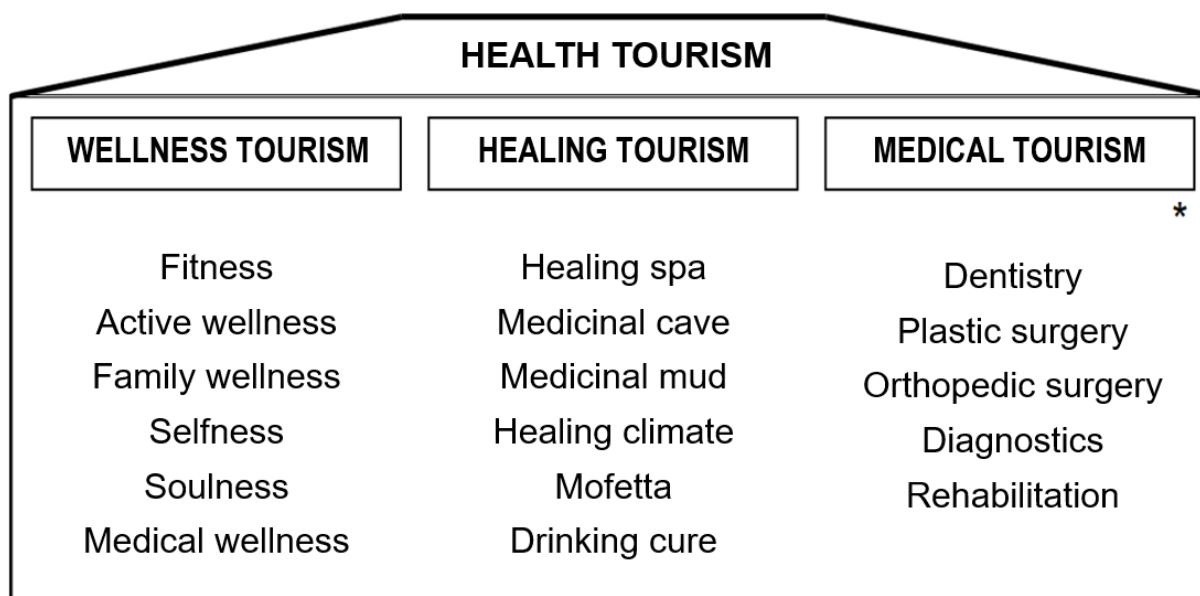 HEALTH TOURISM
WELLNESS TOURISM
Fitness
Active wellness
Family wellness
Selfness
Soulness
Medical wellness
HEALING TOURISM
Healing spa
Medicinal cave
Medicinal mud
Healing climate
Mofetta
Drinking cure
MEDICAL TOURISM
*
Dentistry
Plastic surgery
Orthopedic surgery
Diagnostics
Rehabilitation